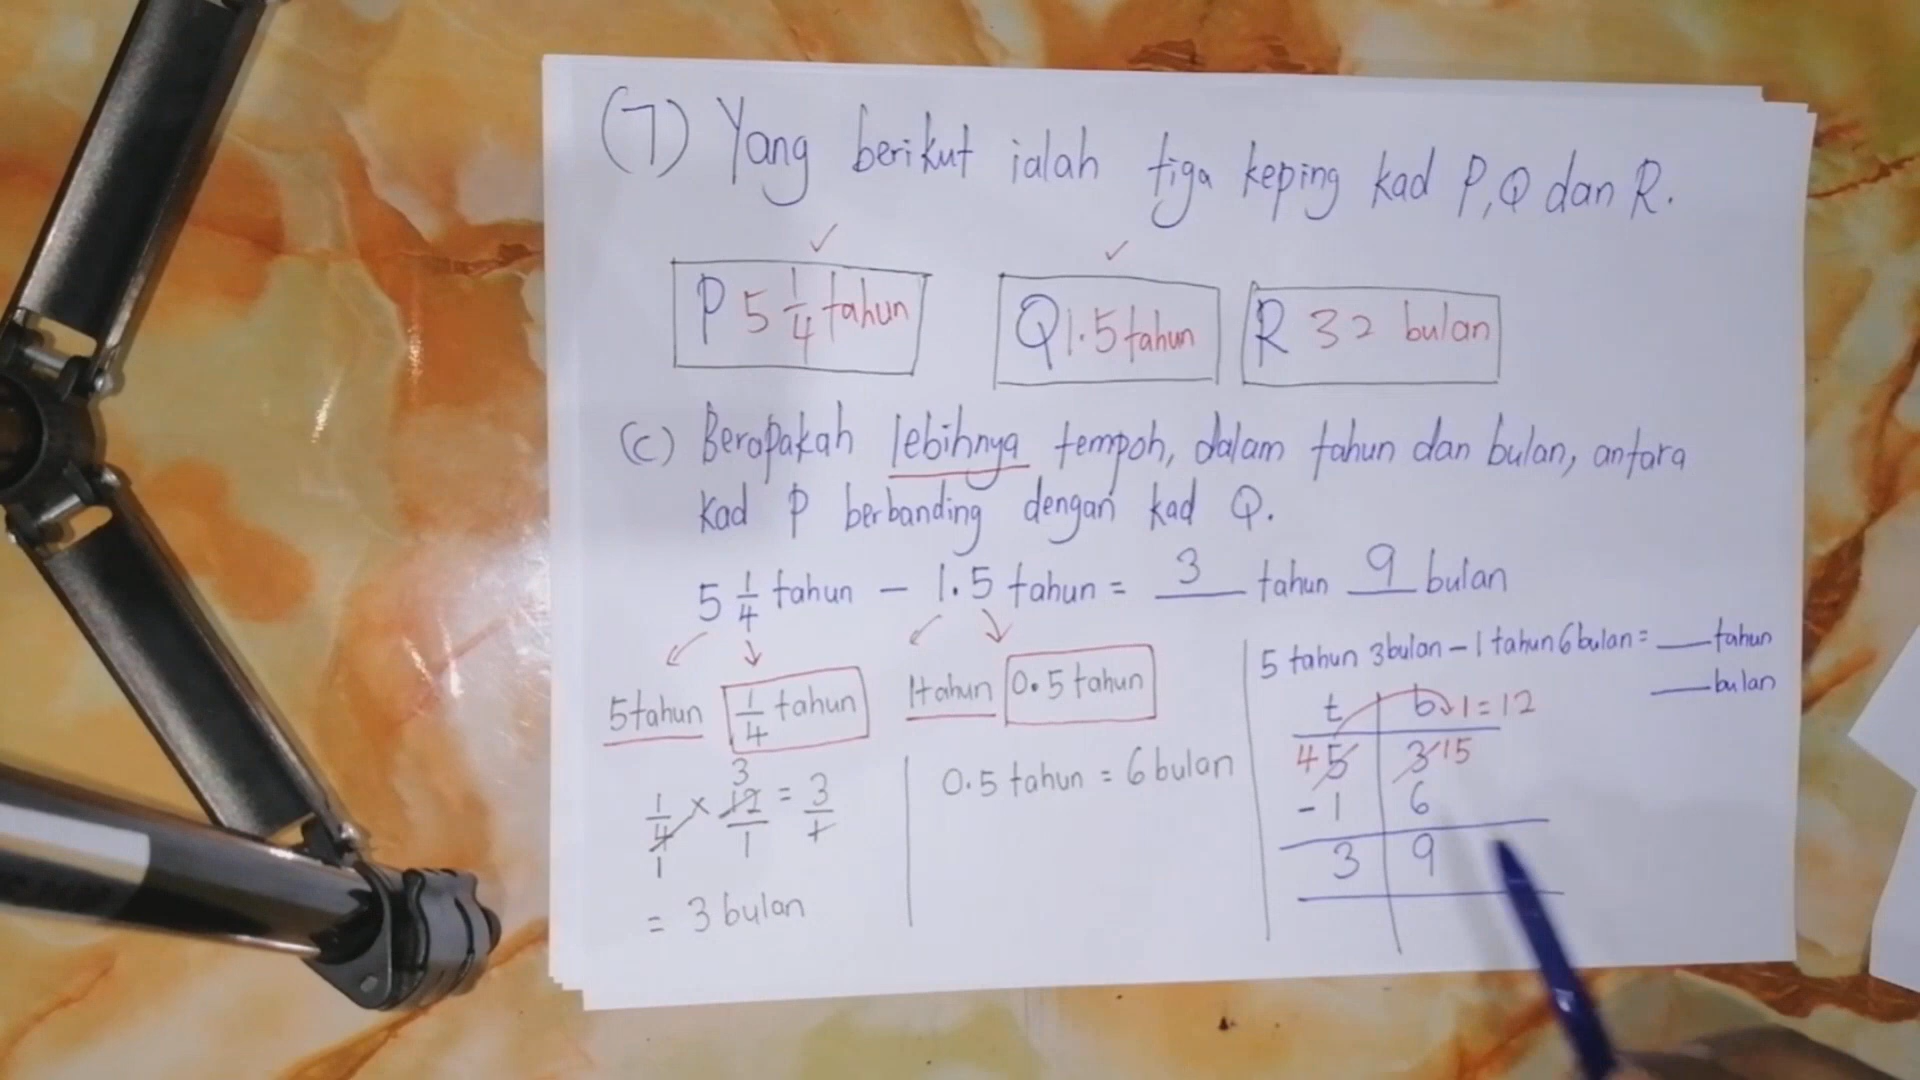 (7) Yang berikut ialah tiga keping kad P, Q dan R.
P 5 1/4 tahun
Q 1.5 tahun
R 32 bulan
(c) Berapakah lebihnya tempoh, dalam tahun dan bulan, antara
kad P berbanding dengan kad Q.
5 1/4 tahun - 1.5 tahun = 3 tahun 9 bulan
5 tahun 1/4 tahun
1 tahun 0.5 tahun
1/4 x 12/1 = 3/1
3
1
= 3 bulan
0.5 tahun = 6 bulan
5 tahun 3 bulan - 1 tahun 6 bulan = ___ tahun
___ bulan
t b 1 = 12
4 5 3 15
- 1 6
3 9